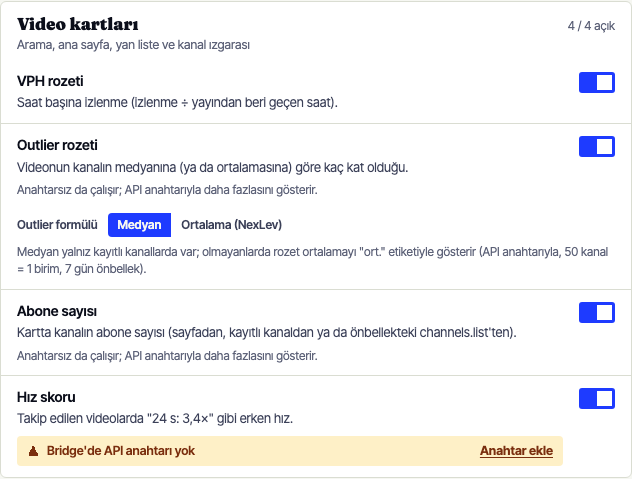 Video kartları
4 / 4 açık
Arama, ana sayfa, yan liste ve kanal ızgarası
VPH rozeti
Saat başına izlenme (izlenme ÷ yayından beri geçen saat).
Outlier rozeti
Videonun kanalın medyanına (ya da ortalamasına) göre kaç kat olduğu.
Anahtarsız da çalışır; API anahtarıyla daha fazlasını gösterir.
Outlier formülü Medyan Ortalama (NexLev)
Medyan yalnız kayıtlı kanallarda var; olmayanlarda rozet ortalamayı "ort." etiketiyle gösterir (API anahtarıyla, 50 kanal
= 1 birim, 7 gün önbellek).
Abone sayısı
Kartta kanalın abone sayısı (sayfadan, kayıtlı kanaldan ya da önbellekteki channels.list'ten).
Anahtarsız da çalışır; API anahtarıyla daha fazlasını gösterir.
Hız skoru
Takip edilen videolarda "24 s: 3,4×" gibi erken hız.
Bridge'de API anahtarı yok Anahtar ekle